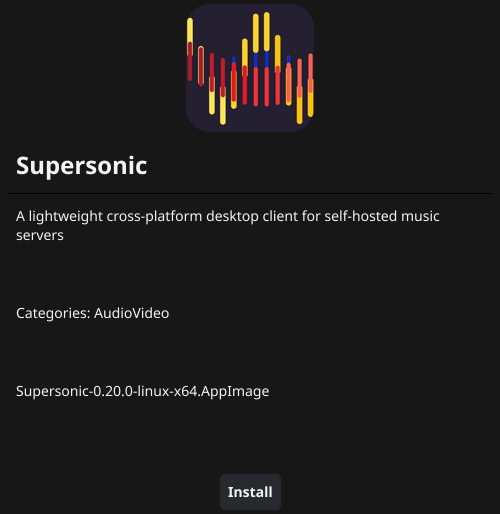 Supersonic
A lightweight cross-platform desktop client for self-hosted music
servers
Categories: AudioVideo
Supersonic-0.20.0-linux-x64.AppImage
Install